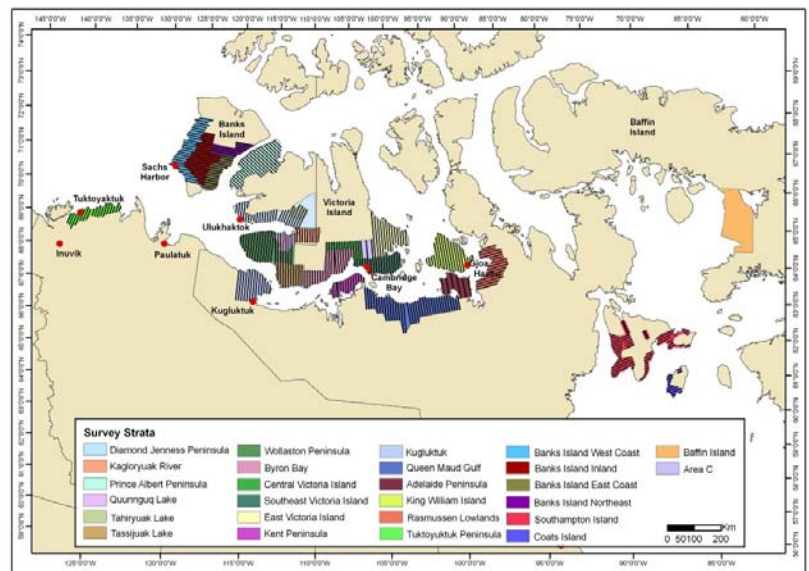 145°0'0"W 140°0'0"W 135°0'0"W 130°0'0"W 125°0'0"W 120°0'0"W 115°0'0"W 110°0'0"W 105°0'0"W 100°0'0"W 95°0'0"W 90°0'0"W 85°0'0"W 80°0'0"W 75°0'0"W 70°0'0"W 65°0'0"W 60°0'0"W
Banks
Island
Baffin
Island
Sachs
Harbor
Tuktoyaktuk
Victoria
Island
Ulukhaktok
Inuvik
Paulatuk
Gjoa
Cambridge
Bay
Kugluktuk
Survey Strata
Diamond Jenness Peninsula
Kagloryuak River
Prince Albert Peninsula
Quunnguq Lake
Tahiryuak Lake
Tassijuak Lake
Wollaston Peninsula
Byron Bay
Central Victoria Island
Southeast Victoria Island
East Victoria Island
Kent Peninsula
Kugluktuk
Queen Maud Gulf
Adelaide Peninsula
King William Island
Rasmussen Lowlands
Tuktoyuktuk Peninsula
Banks Island West Coast
Banks Island Inland
Banks Island East Coast
Banks Island Northeast
Southampton Island
Coats Island
Baffin Island
Area C
Km
0 50 100 200
125°0'0"W 120°0'0"W 115°0'0"W 110°0'0"W 105°0'0"W 100°0'0"W 95°0'0"W 90°0'0"W 85°0'0"W